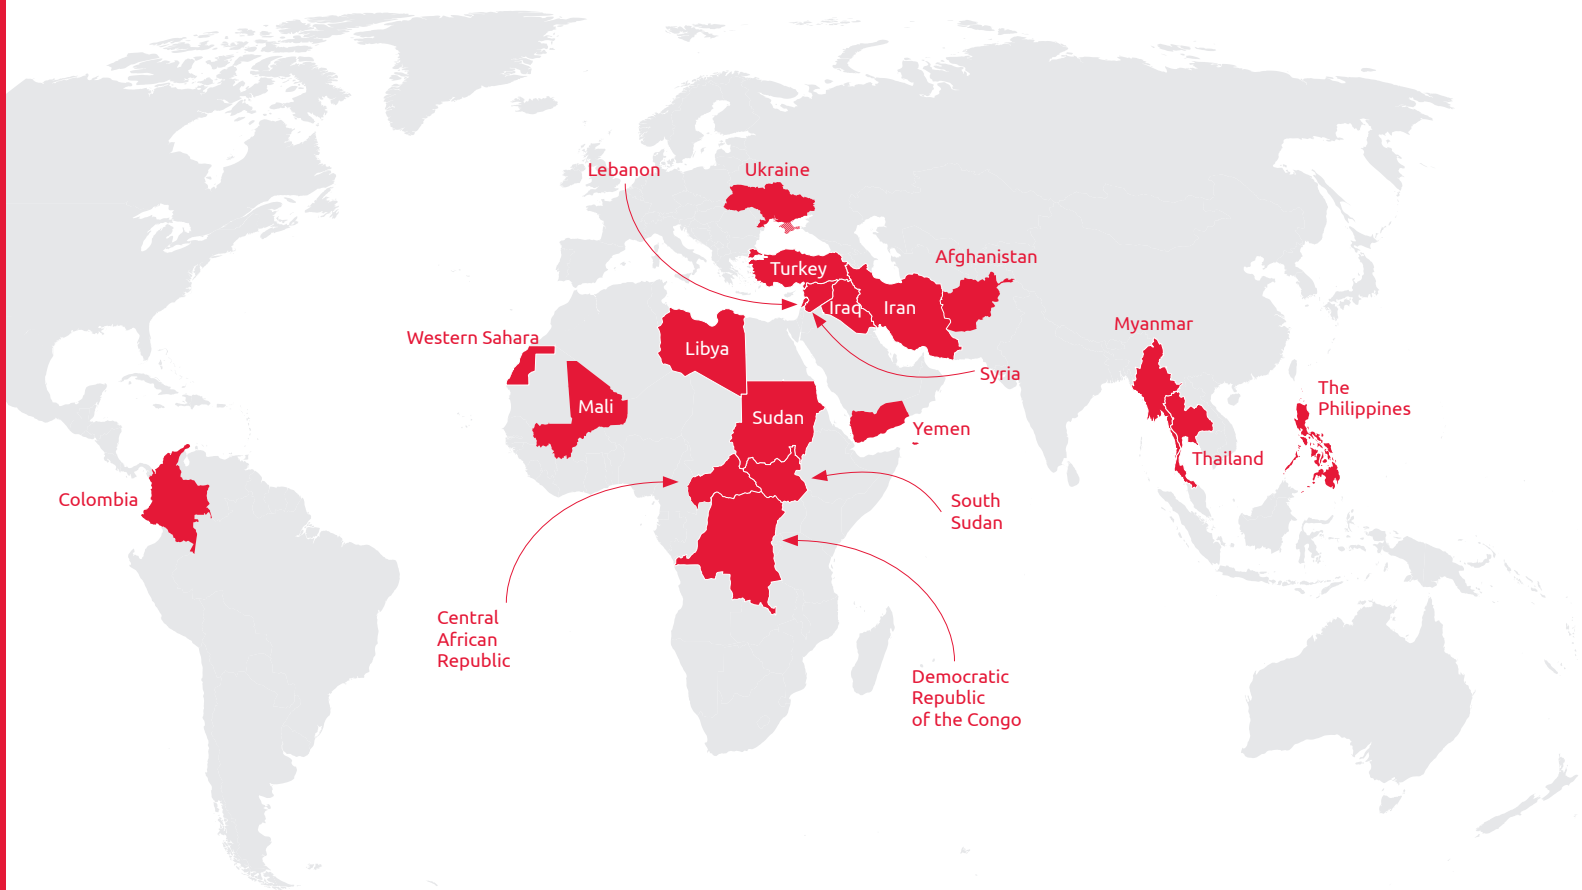 Lebanon
Ukraine
Afghanistan
Turkey
Iraq
Iran
Myanmar
Western Sahara
Libya
Syria
The
Philippines
Mali
Sudan
Yemen
Thailand
Colombia
South
Sudan
Central
African
Republic
Democratic
Republic
of the Congo